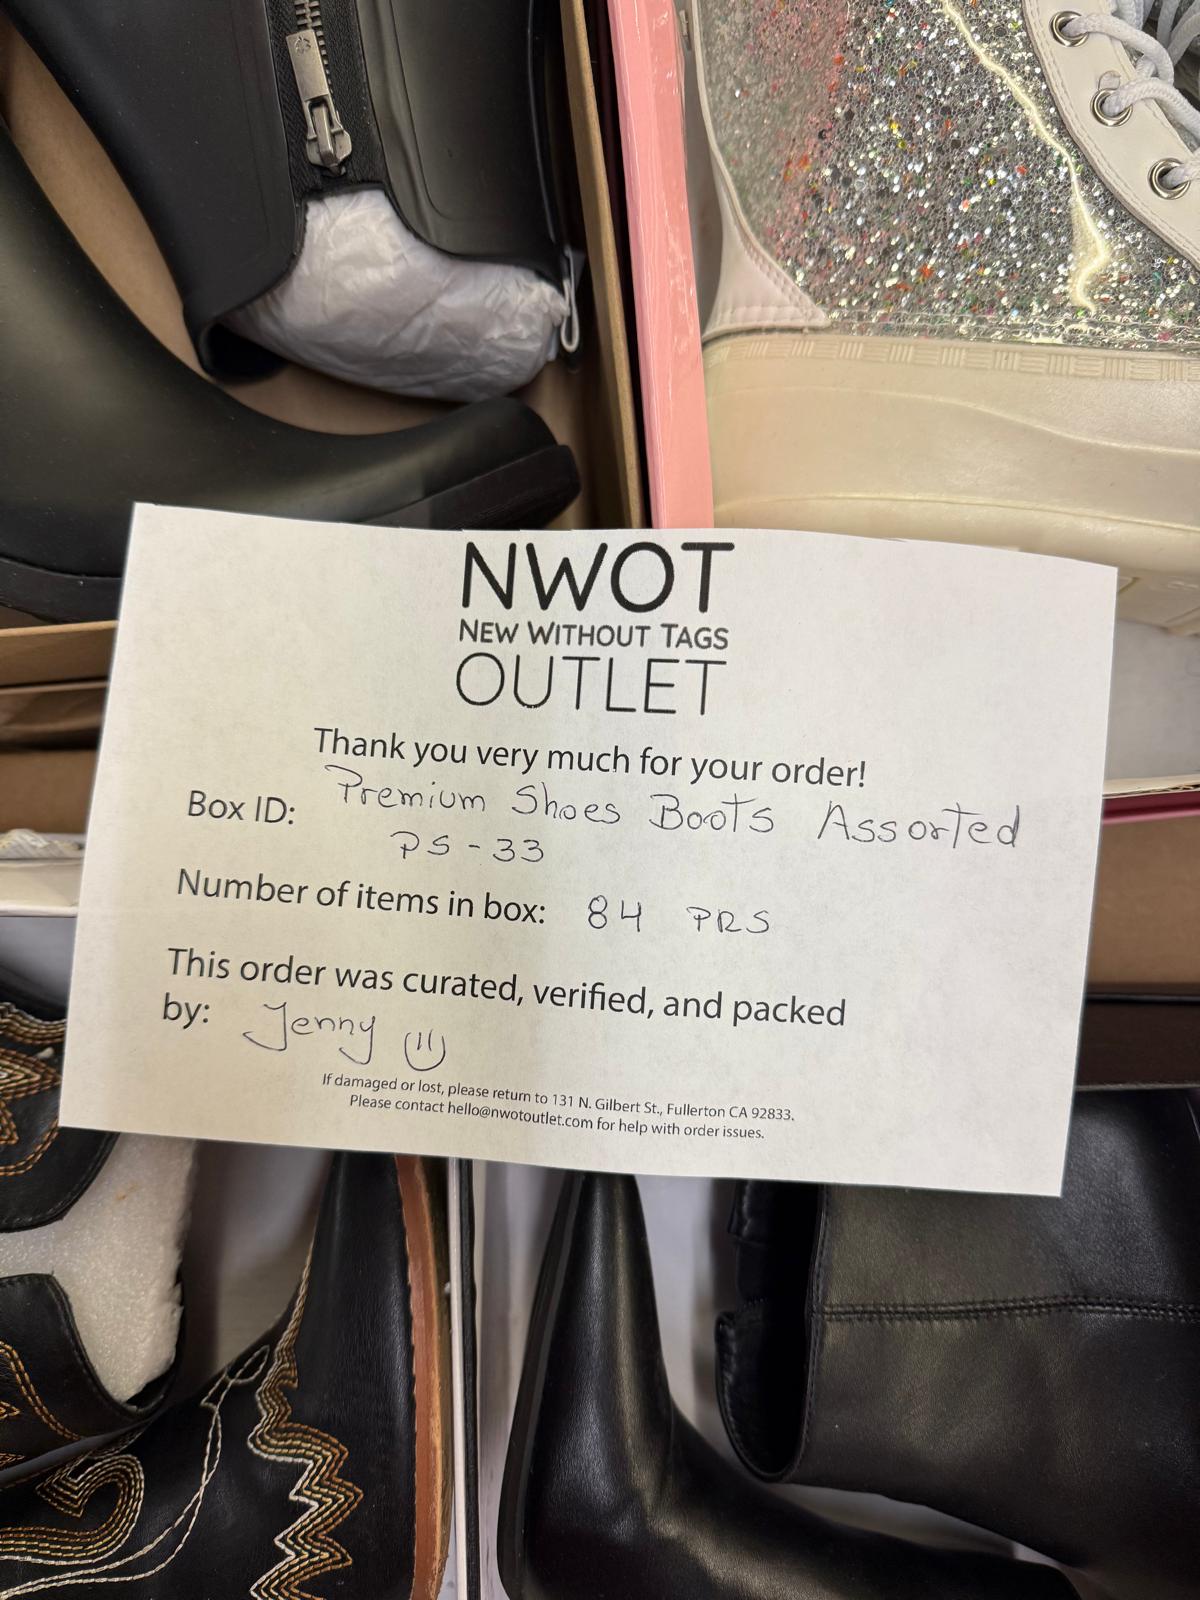 NWOT
NEW WITHOUT TAGS
OUTLET
Thank you very much for your order!
Box ID: Premium Shoes Boots Assorted
PS - 33
Number of items in box: 84 PRS
This order was curated, verified, and packed
by: Jenny
If damaged or lost, please return to 131 N. Gilbert St., Fullerton CA 92833.
Please contact hello@nwotoutlet.com for help with order issues.